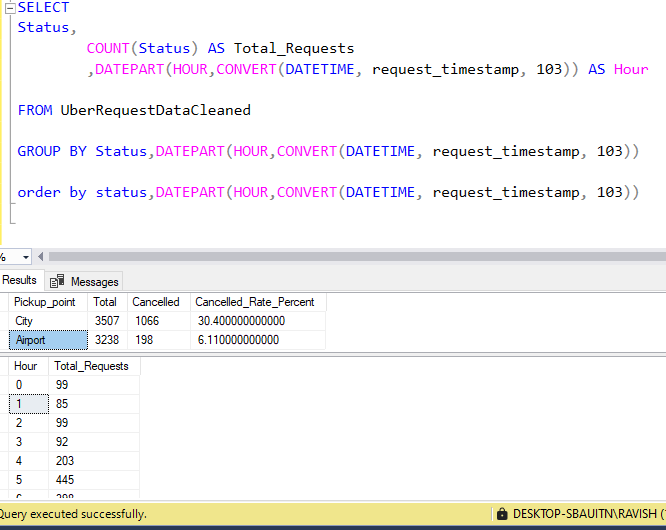 SELECT
Status,
COUNT(Status) AS Total_Requests
,DATEPART(HOUR,CONVERT(DATETIME, request_timestamp, 103)) AS Hour
FROM UberRequestDataCleaned
GROUP BY Status,DATEPART(HOUR,CONVERT(DATETIME, request_timestamp, 103))
order by status,DATEPART(HOUR,CONVERT(DATETIME, request_timestamp, 103))
%
Results Messages
Pickup_point Total Cancelled Cancelled_Rate_Percent
City 3507 1066 30.400000000000
Airport 3238 198 6.110000000000
Hour Total_Requests
0 99
1 85
2 99
3 92
4 203
5 445
Query executed successfully. DESKTOP-SBAUITN\RAVISH (